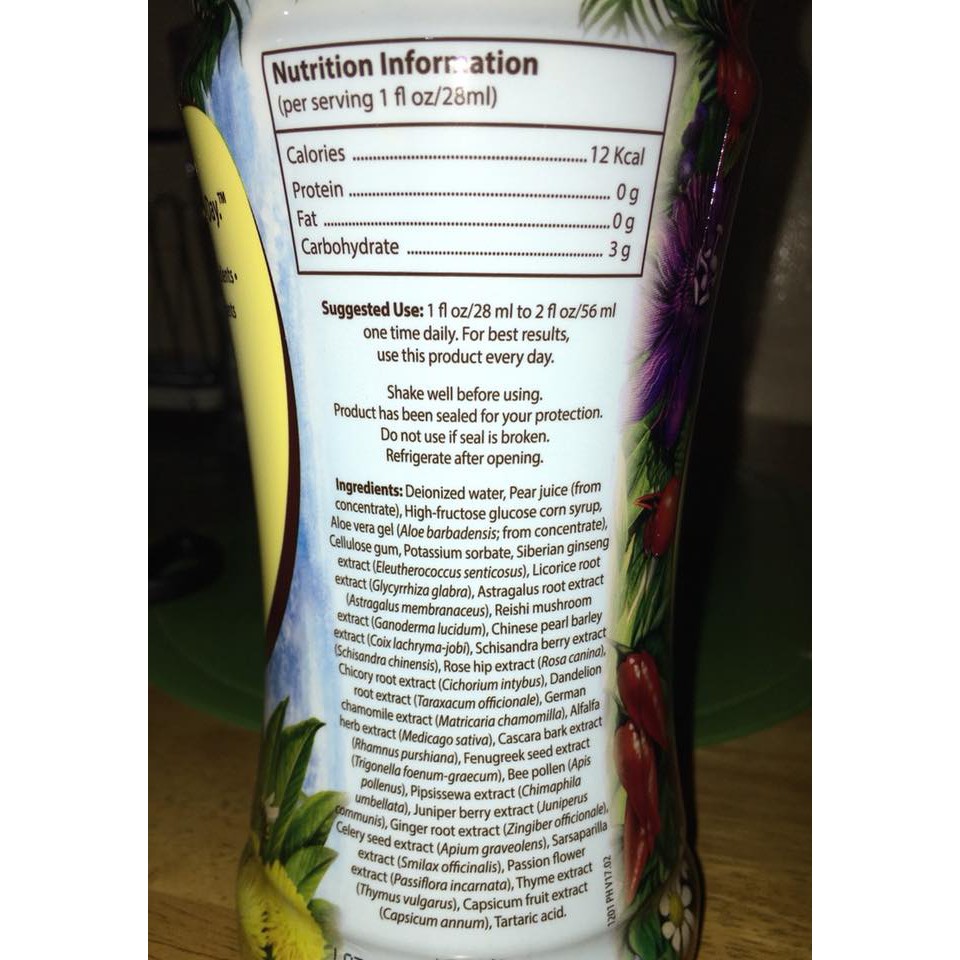 Nutrition Information
(per serving 1 fl oz/28ml)
Calories ........ 12 Kcal
Protein ........ 0 g
Fat ........ 0 g
Carbohydrate ........ 3 g
Suggested Use: 1 fl oz/28 ml to 2 fl oz/56 ml
one time daily. For best results,
use this product every day.
Shake well before using.
Product has been sealed for your protection.
Do not use if seal is broken.
Refrigerate after opening.
Ingredients: Deionized water, Pear juice (from
concentrate), High-fructose glucose corn syrup,
Aloe vera gel (Aloe barbadensis; from concentrate),
Cellulose gum, Potassium sorbate, Siberian ginseng
extract (Eleutherococcus senticosus), Licorice root
extract (Glycyrrhiza glabra), Astragalus root extract
(Astragalus membranaceus), Reishi mushroom
extract (Ganoderma lucidum), Chinese pearl barley
extract (Coix lachryma-jobi), Schisandra berry extract
(Schisandra chinensis), Rose hip extract (Rosa canina),
Chicory root extract (Cichorium intybus), Dandelion
root extract (Taraxacum officionale), German
chamomile extract (Matricaria chamomilla), Alfalfa
herb extract (Medicago sativa), Cascara bark extract
(Rhamnus purshiana), Fenugreek seed extract
(Trigonella foenum-graecum), Bee pollen (Apis
pollenus), Pipsissewa extract (Chimaphila
umbellata), Juniper berry extract (Juniperus
communis), Ginger root extract (Zingiber officionale),
Celery seed extract (Apium graveolens), Sarsaparilla
extract (Smilax officinalis), Passion flower
extract (Passiflora incarnata), Thyme extract
(Thymus vulgarus), Capsicum fruit extract
(Capsicum annum), Tartaric acid.
1201 PH V17.02